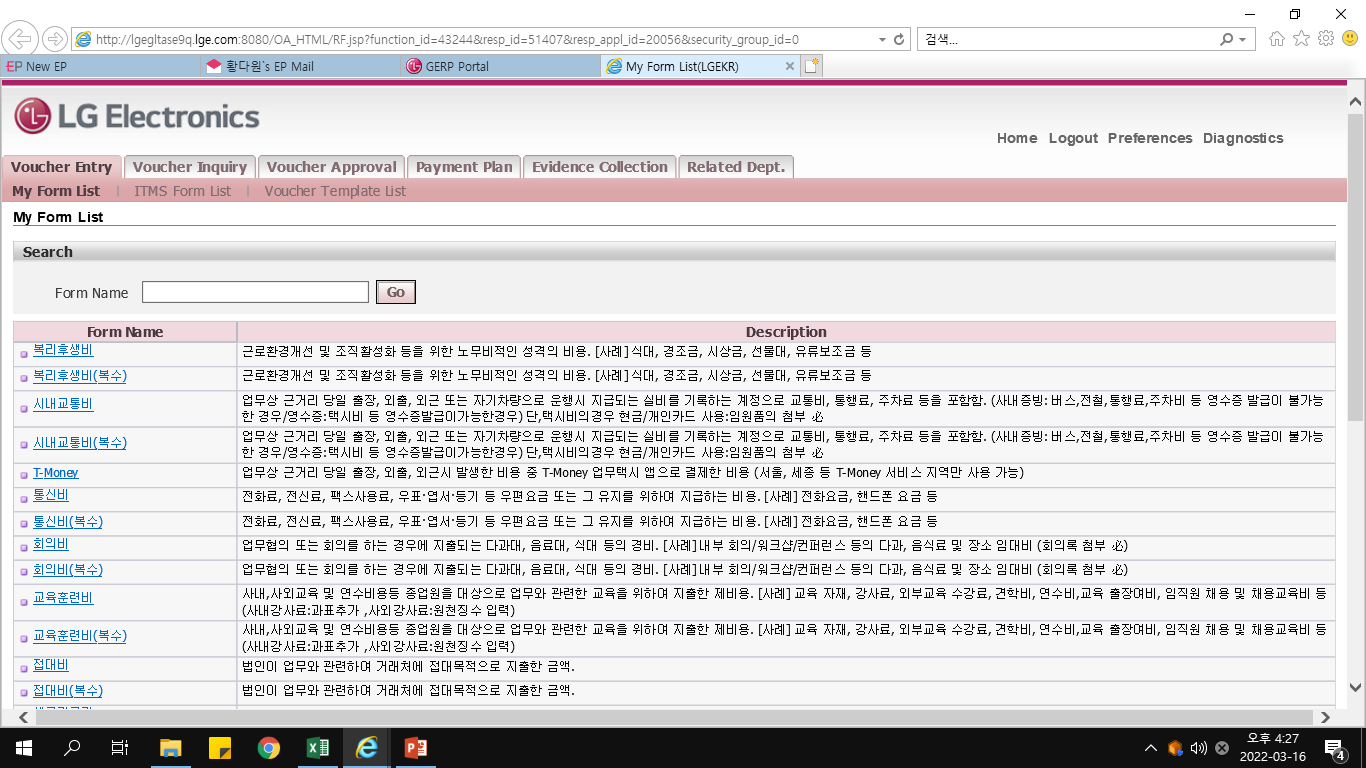 http://lgegltase9q.lge.com:8080/OA_HTML/RF.jsp?function_id=43244&resp_id=51407&resp_appl_id=20056&security_group_id=0
검색...
EP New EP
황다원`s EP Mail
GERP Portal
My Form List(LGEKR)
LG Electronics
Home Logout Preferences Diagnostics
Voucher Entry Voucher Inquiry Voucher Approval Payment Plan Evidence Collection Related Dept.
My Form List | ITMS Form List | Voucher Template List
My Form List
Search
Form Name Go
Form Name Description
복리후생비 근로환경개선 및 조직활성화 등을 위한 노무비적인 성격의 비용. [사례]식대, 경조금, 시상금, 선물대, 유류보조금 등
복리후생비(복수) 근로환경개선 및 조직활성화 등을 위한 노무비적인 성격의 비용. [사례]식대, 경조금, 시상금, 선물대, 유류보조금 등
시내교통비 업무상 근거리 당일 출장, 외출, 외근 또는 자기차량으로 운행시 지급되는 실비를 기록하는 계정으로 교통비, 통행료, 주차료 등을 포함함. (사내증빙: 버스,전철,통행료,주차비 등 영수증 발급이 불가능
한 경우/영수증:택시비 등 영수증발급이가능한경우) 단,택시비의경우 현금/개인카드 사용:임원품의 첨부 必
시내교통비(복수) 업무상 근거리 당일 출장, 외출, 외근 또는 자기차량으로 운행시 지급되는 실비를 기록하는 계정으로 교통비, 통행료, 주차료 등을 포함함. (사내증빙: 버스,전철,통행료,주차비 등 영수증 발급이 불가능
한 경우/영수증:택시비 등 영수증발급이가능한경우) 단,택시비의경우 현금/개인카드 사용:임원품의 첨부 必
T-Money 업무상 근거리 당일 출장, 외출, 외근시 발생한 비용 중 T-Money 업무택시 앱으로 결제한 비용 (서울, 세종 등 T-Money 서비스 지역만 사용 가능)
통신비 전화료, 전신료, 팩스사용료, 우표·엽서·등기 등 우편요금 또는 그 유지를 위하여 지급하는 비용. [사례] 전화요금, 핸드폰 요금 등
통신비(복수) 전화료, 전신료, 팩스사용료, 우표·엽서·등기 등 우편요금 또는 그 유지를 위하여 지급하는 비용. [사례] 전화요금, 핸드폰 요금 등
회의비 업무협의 또는 회의를 하는 경우에 지출되는 다과대, 음료대, 식대 등의 경비. [사례]내부 회의/워크샵/컨퍼런스 등의 다과, 음식료 및 장소 임대비 (회의록 첨부 必)
회의비(복수) 업무협의 또는 회의를 하는 경우에 지출되는 다과대, 음료대, 식대 등의 경비. [사례]내부 회의/워크샵/컨퍼런스 등의 다과, 음식료 및 장소 임대비 (회의록 첨부 必)
교육훈련비 사내,사외교육 및 연수비용등 종업원을 대상으로 업무와 관련한 교육을 위하여 지출한 제비용. [사례] 교육 자재, 강사료, 외부교육 수강료, 견학비, 연수비,교육 출장여비, 임직원 채용 및 채용교육비 등
(사내강사료:과표추가 ,사외강사료:원천징수 입력)
교육훈련비(복수) 사내,사외교육 및 연수비용등 종업원을 대상으로 업무와 관련한 교육을 위하여 지출한 제비용. [사례] 교육 자재, 강사료, 외부교육 수강료, 견학비, 연수비,교육 출장여비, 임직원 채용 및 채용교육비 등
(사내강사료:과표추가 ,사외강사료:원천징수 입력)
접대비 법인이 업무와 관련하여 거래처에 접대목적으로 지출한 금액.
접대비(복수) 법인이 업무와 관련하여 거래처에 접대목적으로 지출한 금액.
오후 4:27
2022-03-16
4